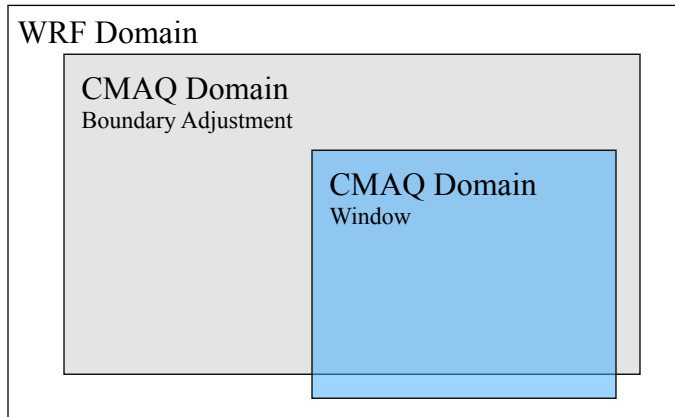 WRF Domain
CMAQ Domain
Boundary Adjustment
CMAQ Domain
Window